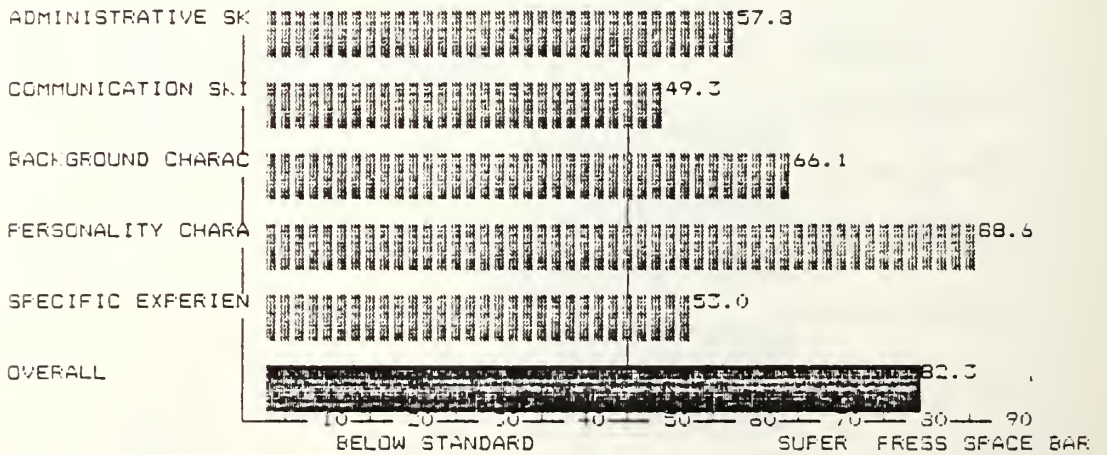 ADMINISTRATIVE SK 57.8
COMMUNICATION SKI 49.3
BACKGROUND CHARAC 66.1
PERSONALITY CHARA 88.6
SPECIFIC EXPERIEN 53.0
OVERALL 82.3
10 20 30 40 50 60 70 80 90
BELOW STANDARD SUPER PRESS SPACE BAR